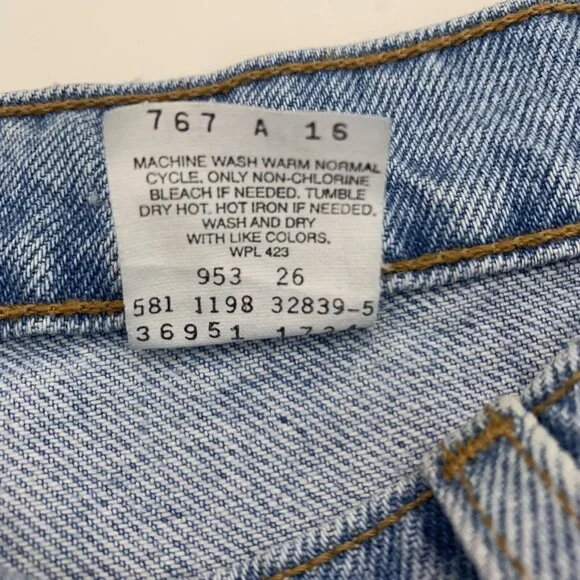 767 A 16
MACHINE WASH WARM NORMAL
CYCLE. ONLY NON-CHLORINE
BLEACH IF NEEDED. TUMBLE
DRY HOT. HOT IRON IF NEEDED.
WASH AND DRY
WITH LIKE COLORS.
WPL 423
953 26
581 1198 32839-5
36951